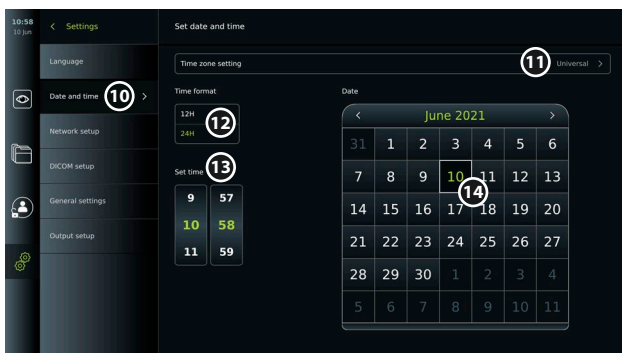 10:58
10 Jun
Settings
Set date and time
Language
Time zone setting
11
Universal
Date and time
10
Time format
Date
12H
24H
12
June 2021
31 1 2 3 4 5 6
Network setup
DICOM setup
Set time
13
7 8 9 10 11 12 13
14
General settings
9 57
10 58
11 59
14 15 16 17 18 19 20
Output setup
21 22 23 24 25 26 27
28 29 30 1 2 3 4
5 6 7 8 9 10 11